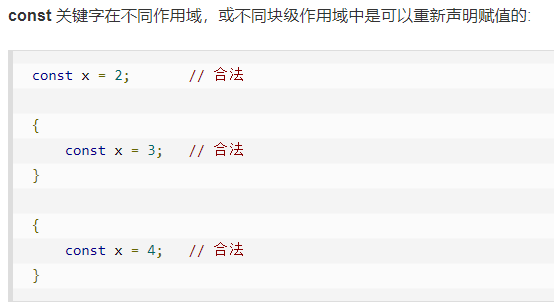 const 关键字在不同作用域，或不同块级作用域中是可以重新声明赋值的:
const x = 2;       // 合法
{
    const x = 3;   // 合法
}
{
    const x = 4;   // 合法
}